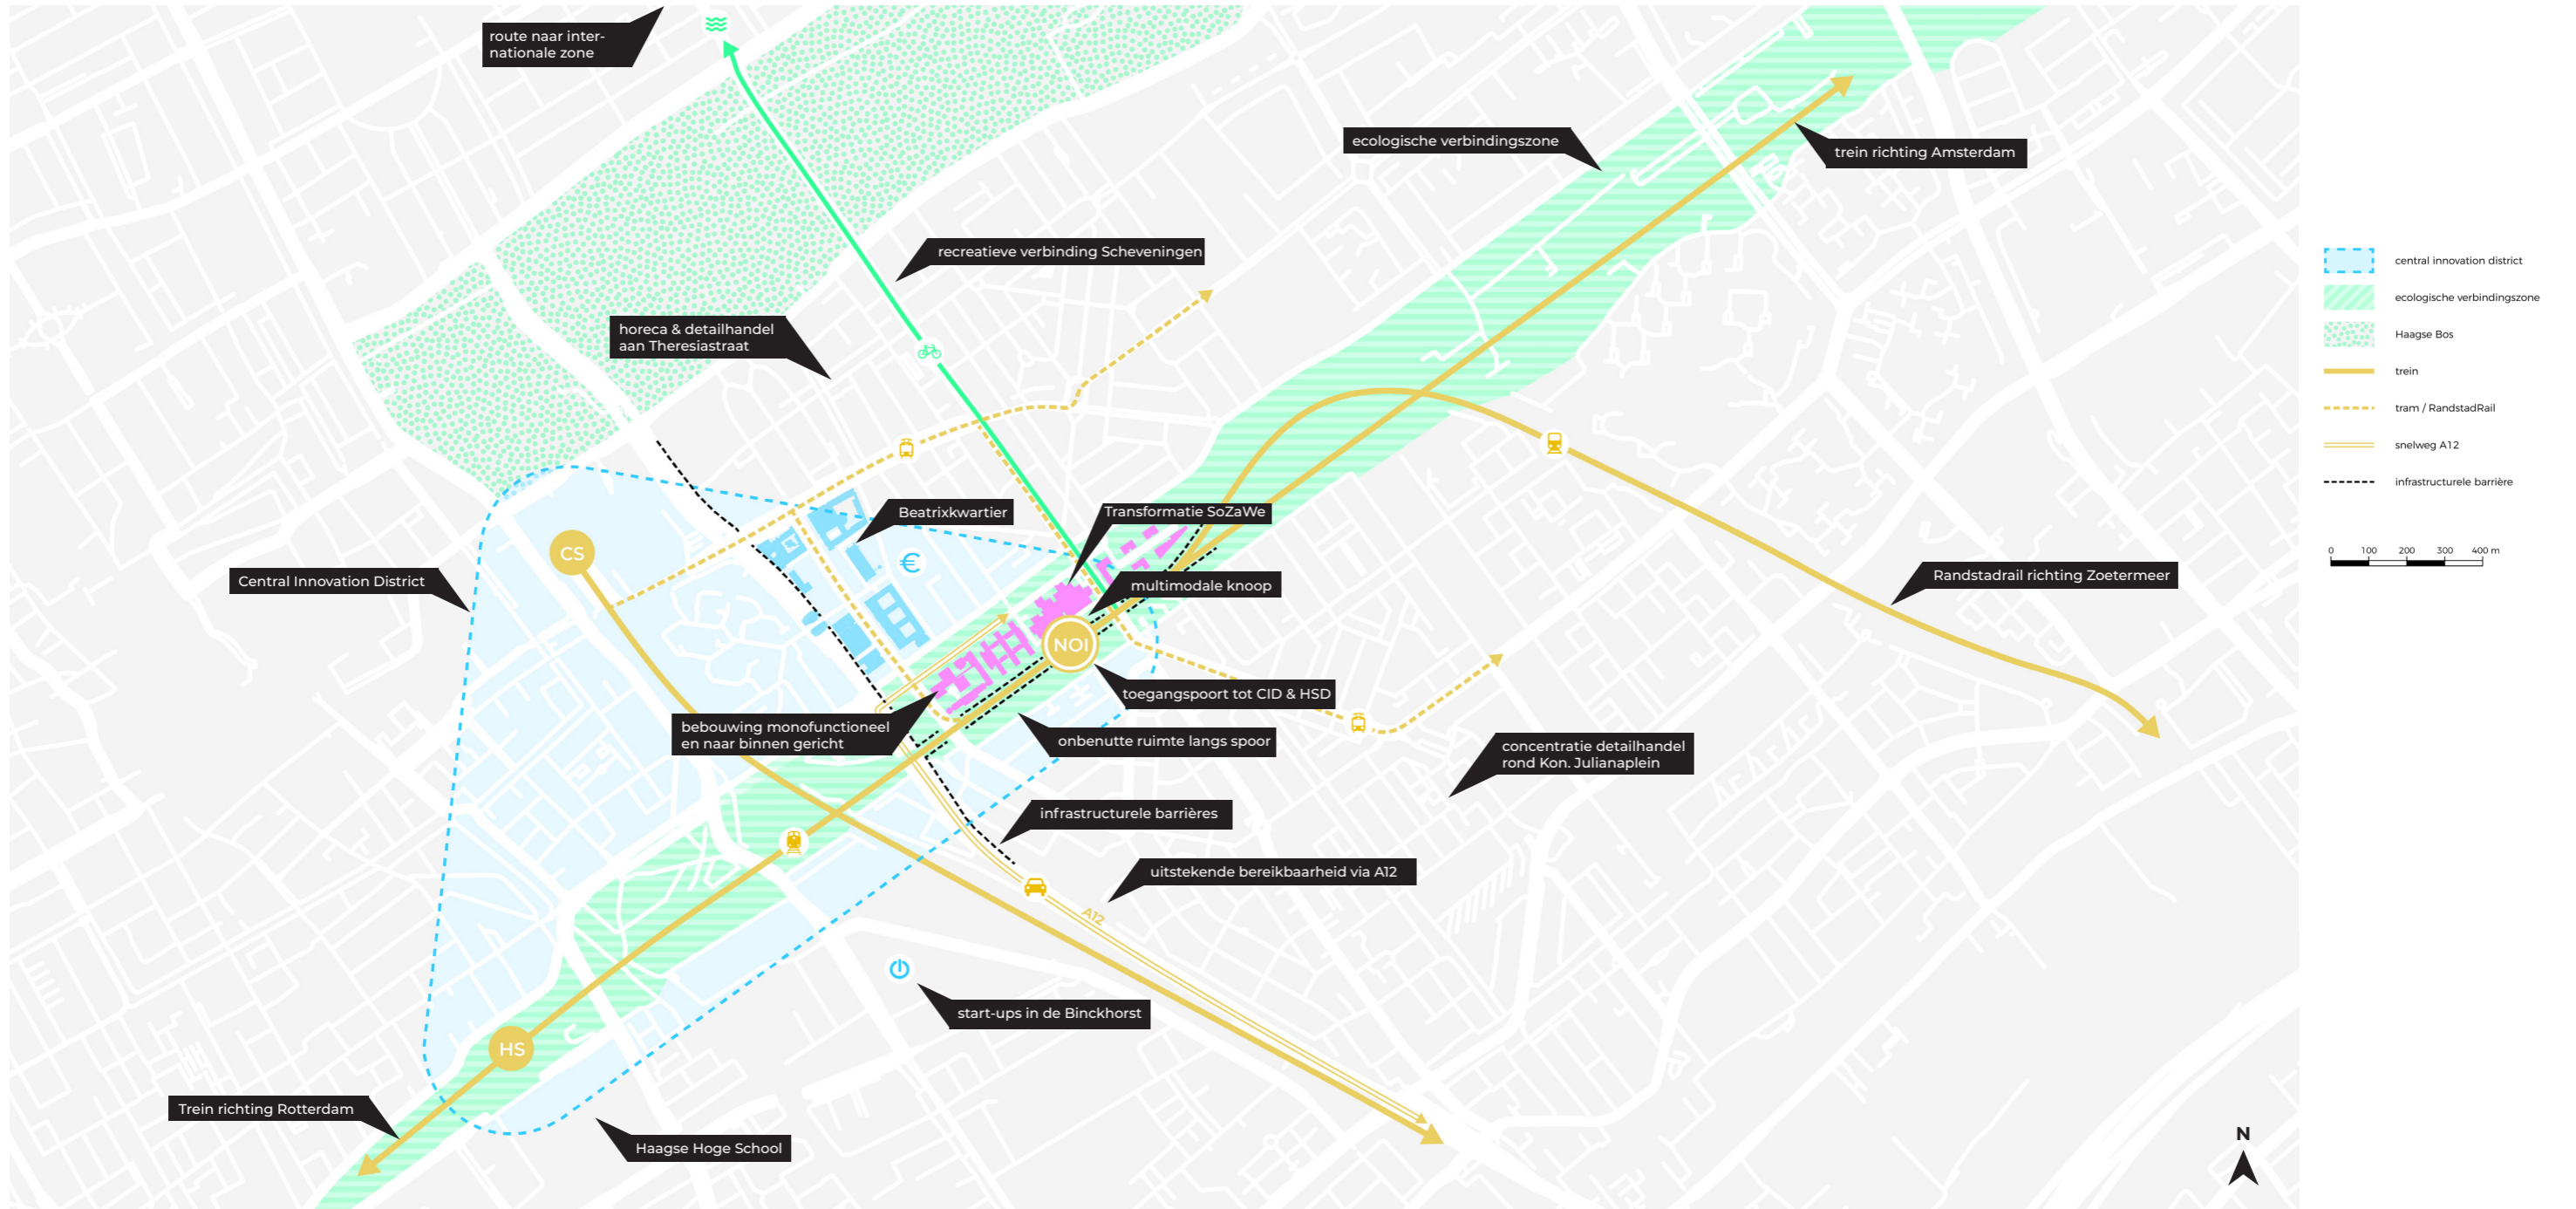 route naar inter-
nationale zone
ecologische verbindingszone
trein richting Amsterdam
recreatieve verbinding Scheveningen
horeca & detailhandel
aan Theresiastraat
Beatrixkwartier
Transformatie SoZaWe
CS
€
Central Innovation District
multimodale knoop
Randstadrail richting Zoetermeer
NOI
toegangspoort tot CID & HSD
bebouwing monofunctioneel
en naar binnen gericht
onbenutte ruimte langs spoor
concentratie detailhandel
rond Kon. Julianaplein
infrastructurele barrières
uitstekende bereikbaarheid via A12
A12
start-ups in de Binckhorst
HS
Trein richting Rotterdam
Haagse Hoge School
central innovation district
ecologische verbindingszone
Haagse Bos
trein
tram / RandstadRail
snelweg A12
infrastructurele barrière
0 100 200 300 400 m
N